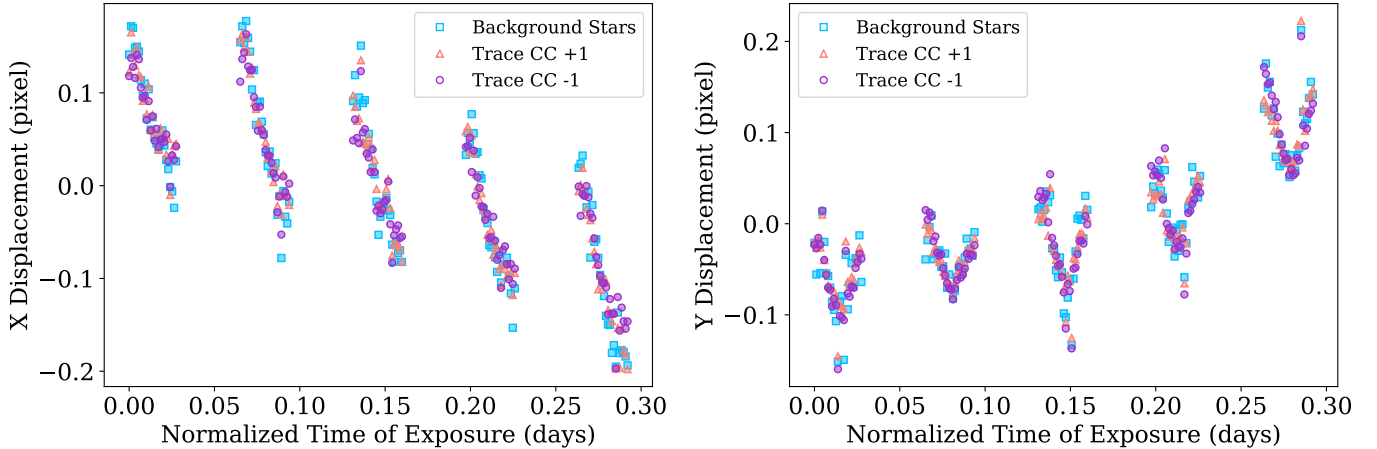 X Displacement (pixel)
0.1
0.0
−0.1
−0.2
Background Stars
Trace CC +1
Trace CC -1
0.00
0.05
0.10
0.15
0.20
0.25
0.30
Normalized Time of Exposure (days)
Y Displacement (pixel)
0.2
0.1
0.0
−0.1
Background Stars
Trace CC +1
Trace CC -1
0.00
0.05
0.10
0.15
0.20
0.25
0.30
Normalized Time of Exposure (days)